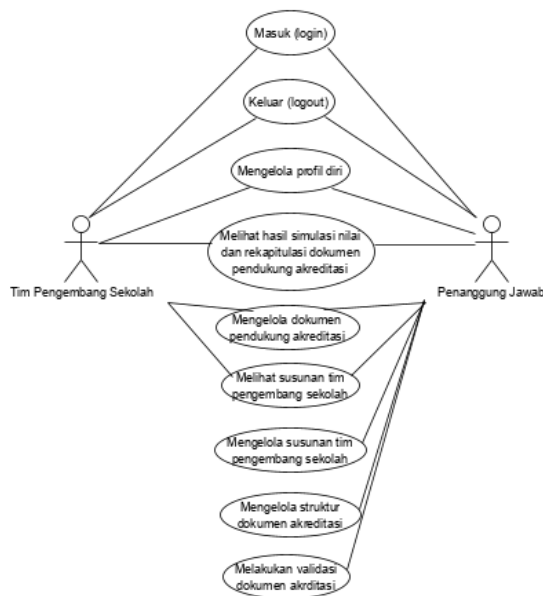 Masuk (login)
Keluar (logout)
Mengelola profil diri
Melihat hasil simulasi nilai
dan rekapitulasi dokumen
pendukung akreditasi
Tim Pengembang Sekolah
Penanggung Jawab
Mengelola dokumen
pendukung akreditasi
Melihat susunan tim
pengembang sekolah
Mengelola susunan tim
pengembang sekolah
Mengelola struktur
dokumen akreditasi
Melakukan validasi
dokumen akrditasi